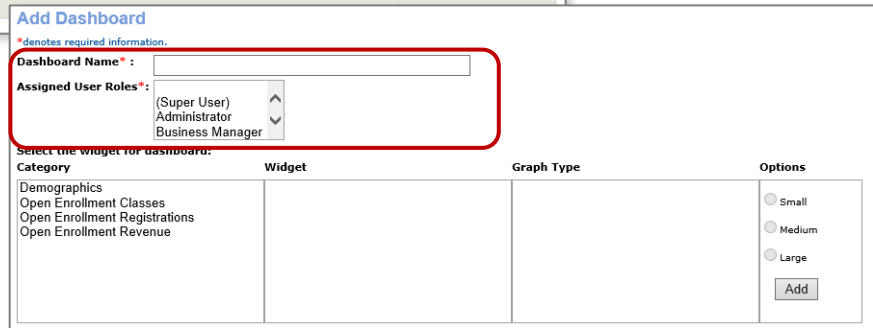 Add Dashboard
*denotes required information.
Dashboard Name* :
Assigned User Roles*:
(Super User)
Administrator
Business Manager
Select the widget for dashboard:
Category Widget Graph Type Options
Demographics
Open Enrollment Classes
Open Enrollment Registrations
Open Enrollment Revenue
Small
Medium
Large
Add